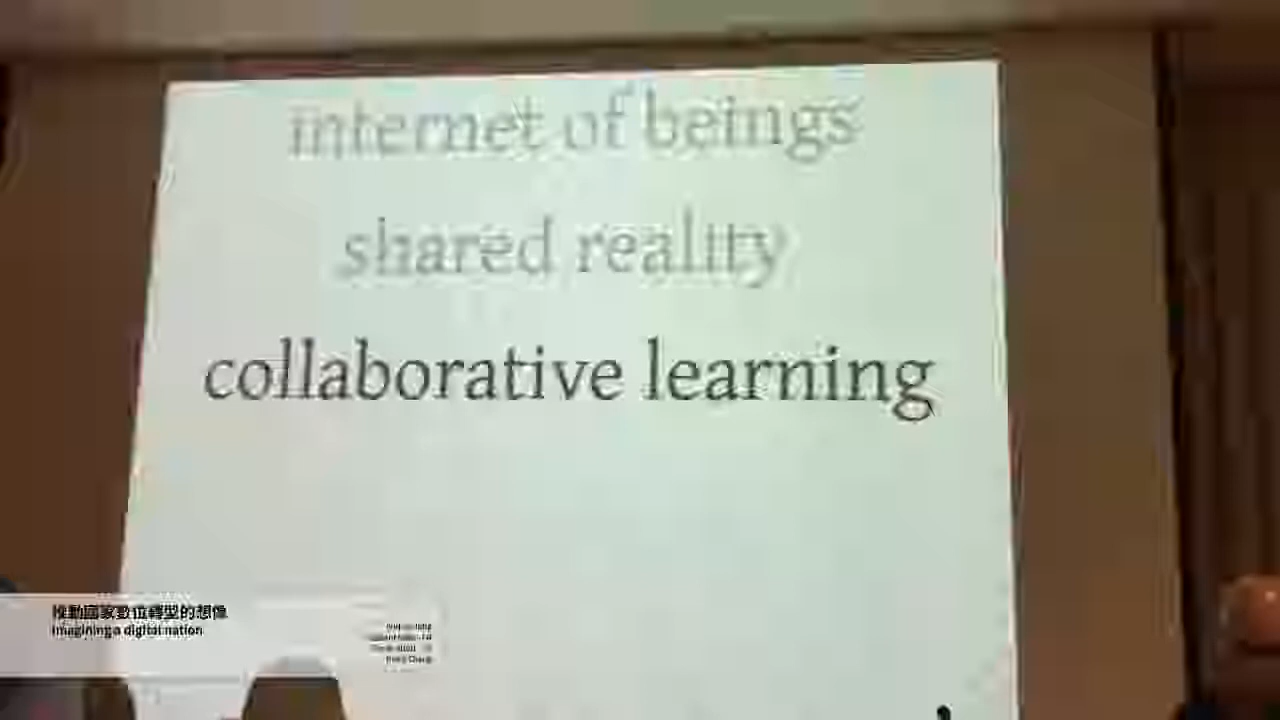 internet of beings
shared reality
collaborative learning
推動國家數位轉型的想像
Imagining a digital nation